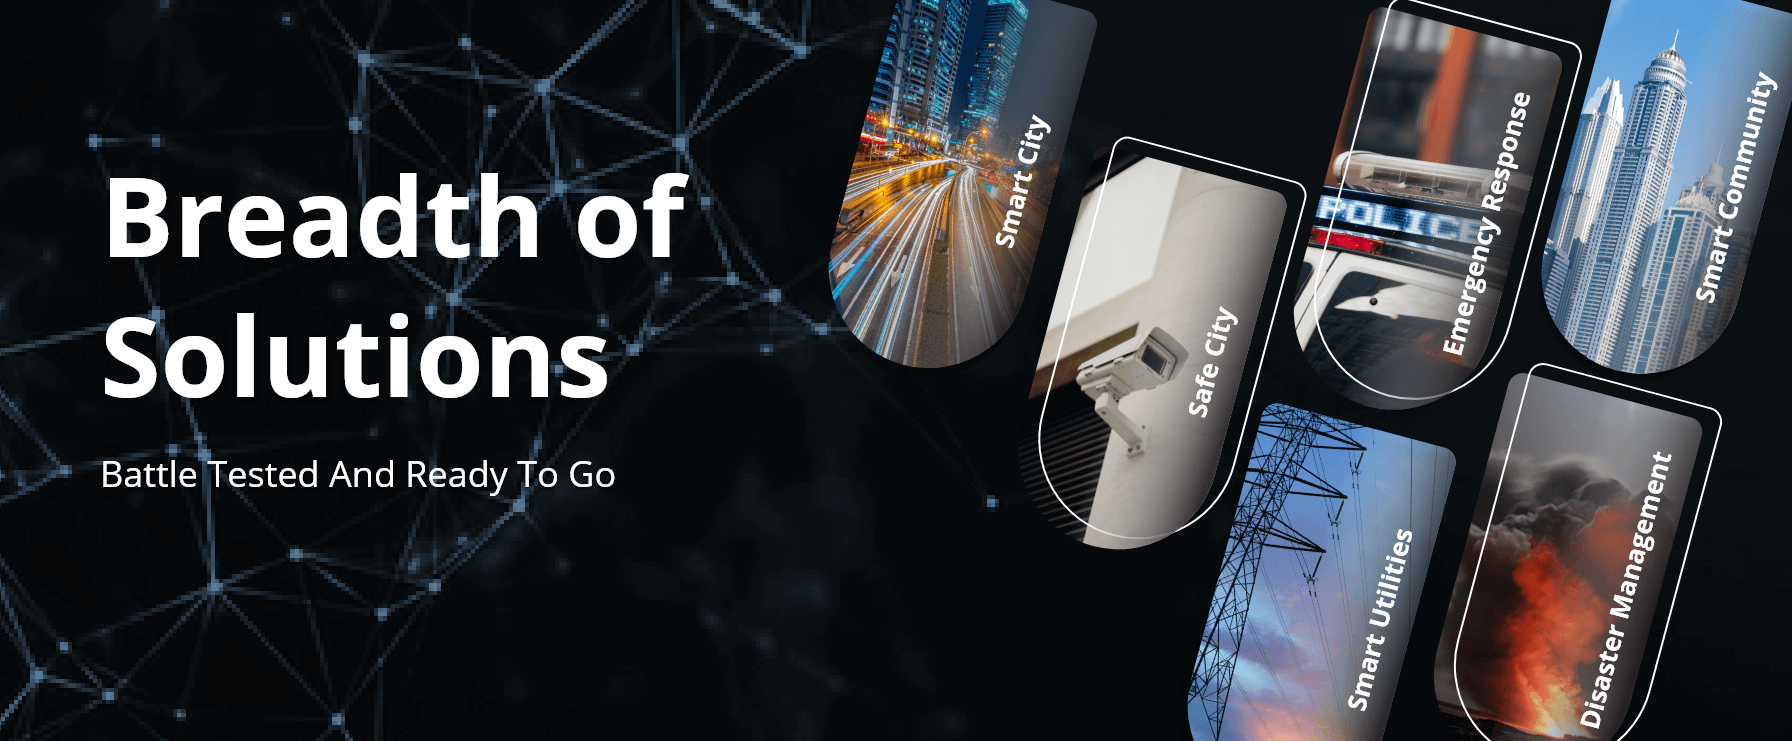 Breadth of
Solutions
Battle Tested And Ready To Go
Smart City
Safe City
Emergency Response
POLICE
Smart Community
Smart Utilities
Disaster Management